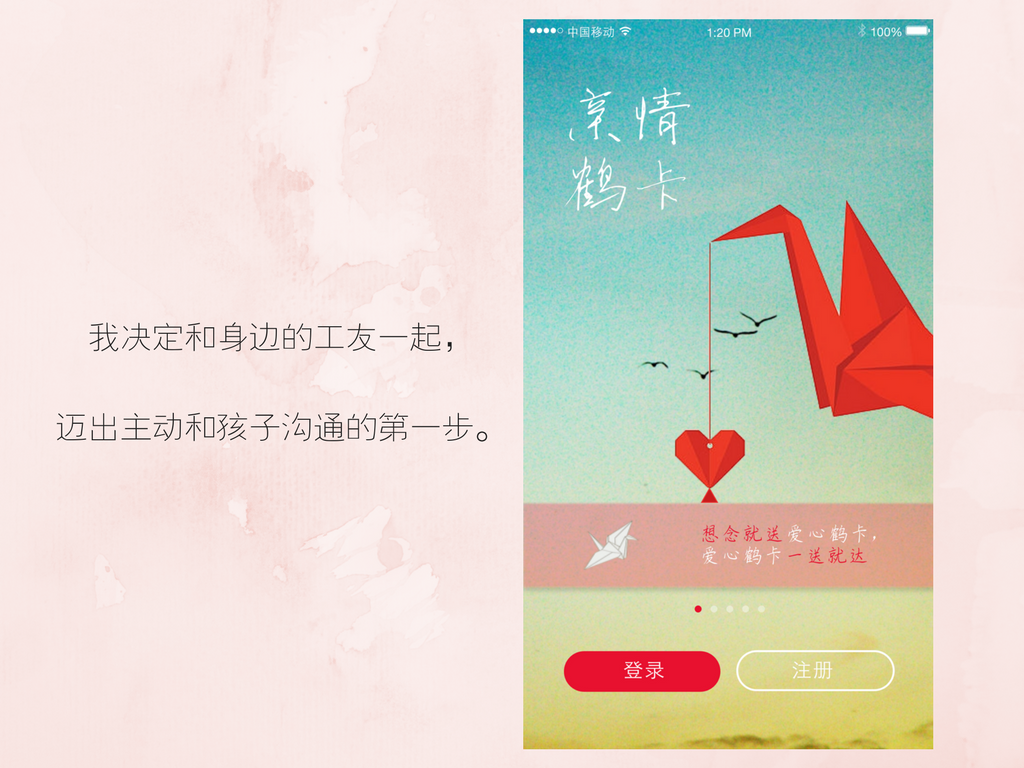 我决定和身边的工友一起，
迈出主动和孩子沟通的第一步。
中国移动 1:20 PM 100%
亲情
鹤卡
想念就送爱心鹤卡，
爱心鹤卡一送就达
登录 注册